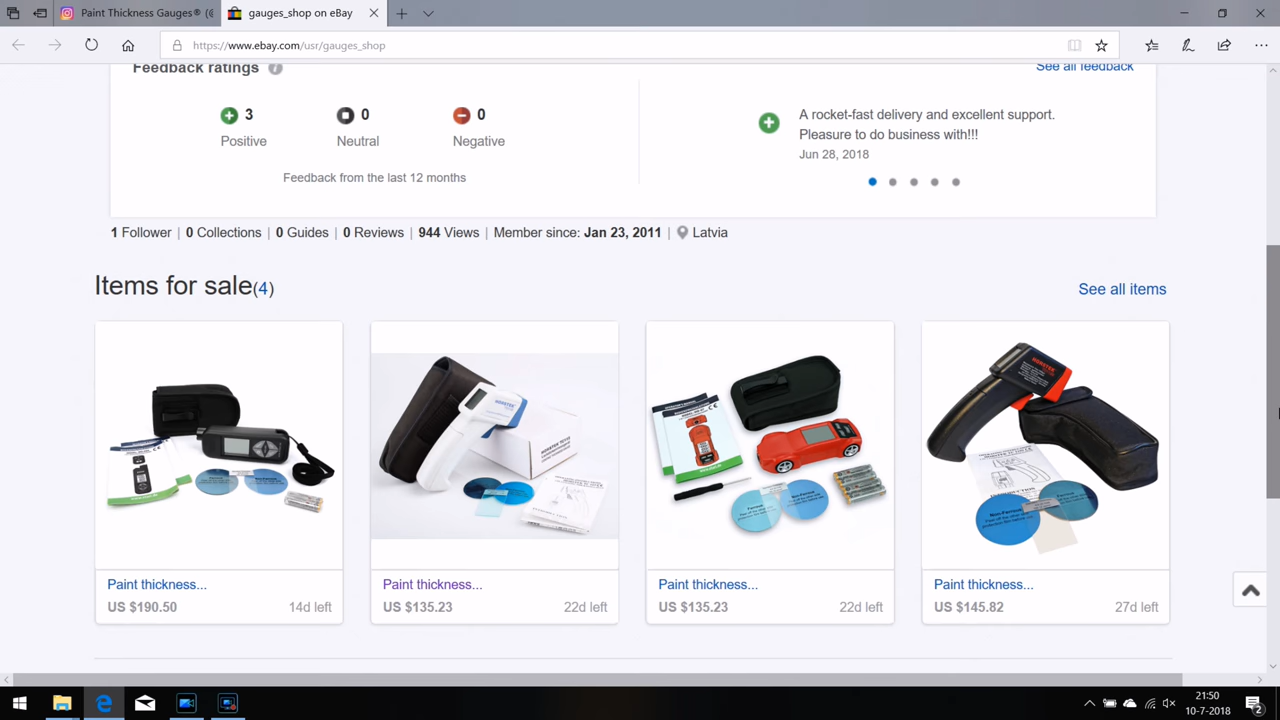 Paint Thickness Gauges® (@
gauges_shop on eBay
https://www.ebay.com/usr/gauges_shop
Feedback ratings
See all feedback
3
0
0
Positive
Neutral
Negative
Feedback from the last 12 months
A rocket-fast delivery and excellent support.
Pleasure to do business with!!!
Jun 28, 2018
1 Follower | 0 Collections | 0 Guides | 0 Reviews | 944 Views | Member since: Jan 23, 2011 | Latvia
Items for sale(4)
See all items
Non-Ferrous
Paint thickness...
US $190.50
14d left
Paint thickness...
US $135.23
22d left
Paint thickness...
US $135.23
22d left
Paint thickness...
US $145.82
27d left
21:50
10-7-2018
2